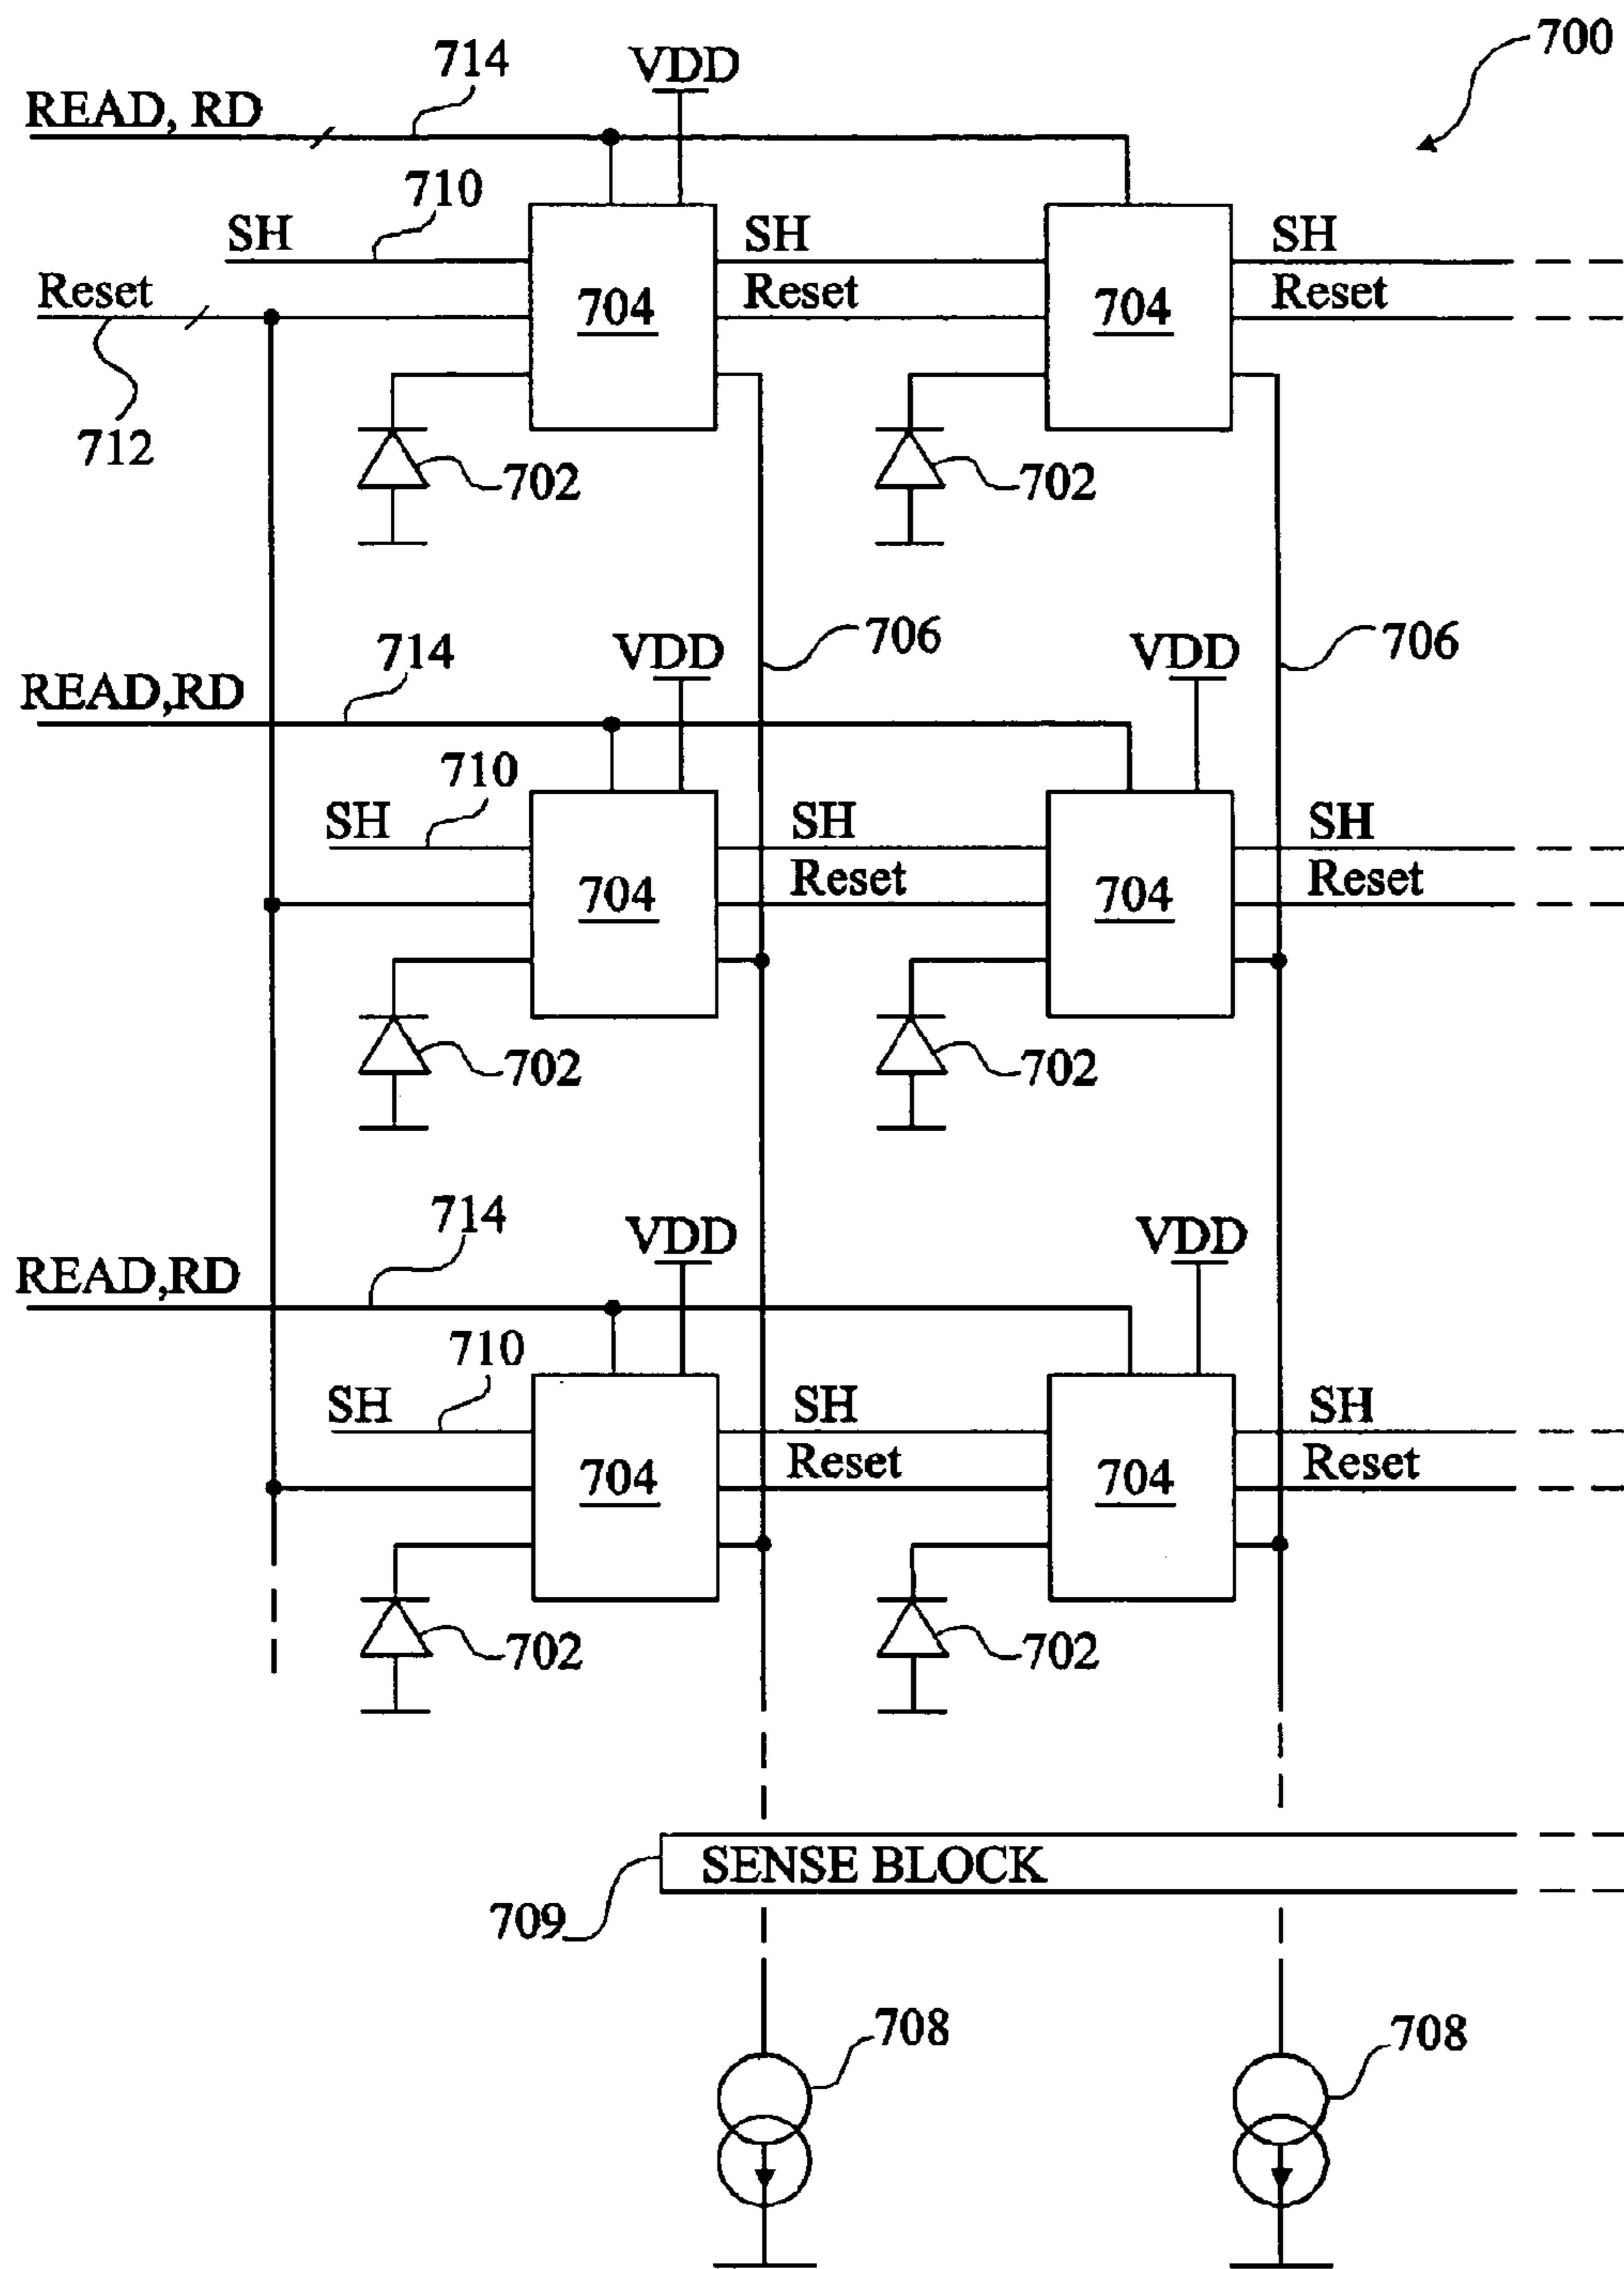 700
714
VDD
READ, RD
710
SH
SH
SH
Reset
Reset
Reset
704
704
712
702
702
706
706
714
VDD
VDD
READ,RD
710
SH
SH
SH
Reset
Reset
704
704
702
702
714
VDD
VDD
READ,RD
710
SH
SH
SH
Reset
Reset
704
704
702
702
SENSE BLOCK
709
708
708